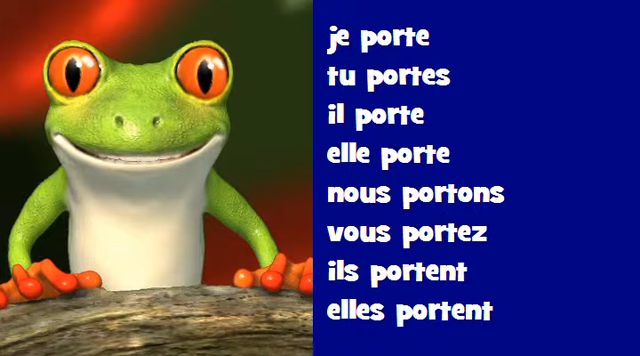 je porte
tu portes
il porte
elle porte
nous portons
vous portez
ils portent
elles portent